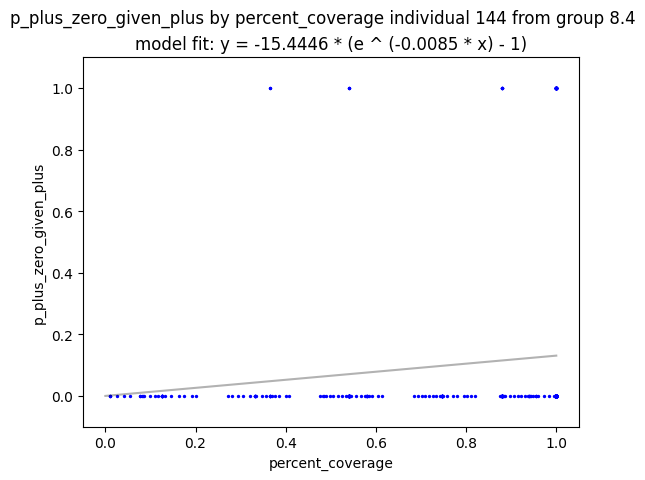 p_plus_zero_given_plus by percent_coverage individual 144 from group 8.4
model fit: y = -15.4446 * (e ^ (-0.0085 * x) - 1)
1.0
0.8
0.6
0.4
0.2
0.0
p_plus_zero_given_plus
0.0 0.2 0.4 0.6 0.8 1.0
percent_coverage